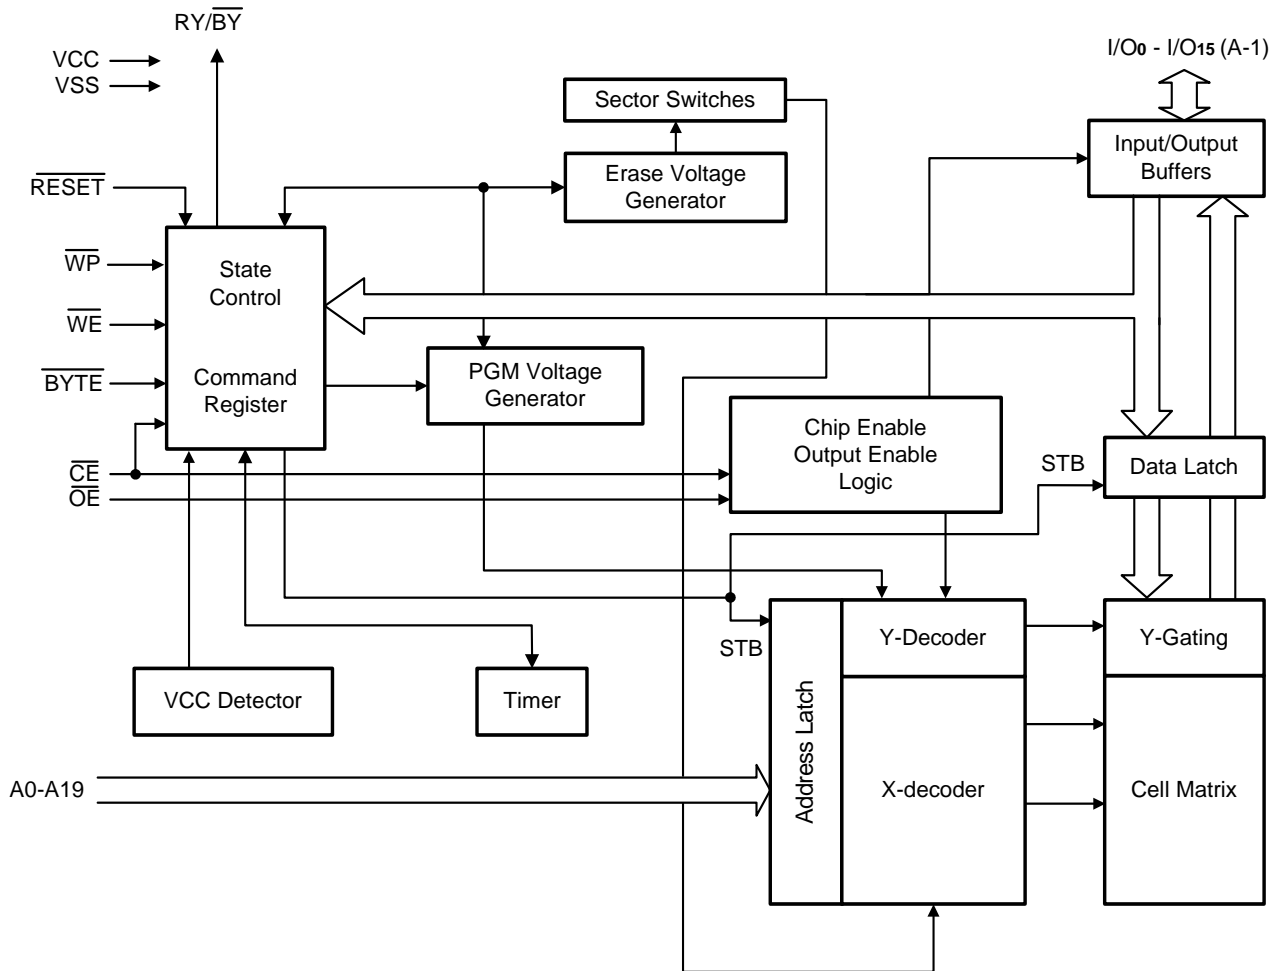 RY/BY
VCC
VSS
I/O0 - I/O15 (A-1)
Sector Switches
Input/Output
Buffers
Erase Voltage
Generator
RESET
WP
State
Control
WE
BYTE
Command
Register
PGM Voltage
Generator
Chip Enable
Output Enable
Logic
CE
OE
STB
Data Latch
STB
Y-Decoder
Y-Gating
VCC Detector
Timer
Address Latch
A0-A19
X-decoder
Cell Matrix